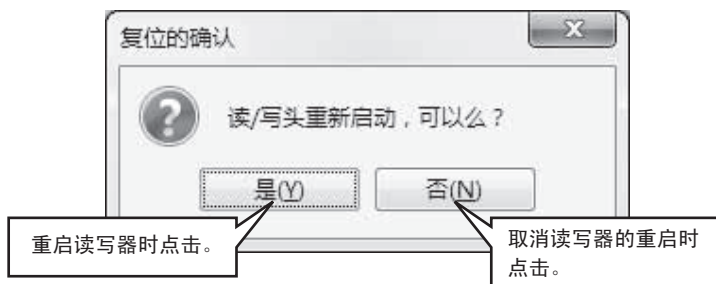 复位的确认
读/写头重新启动，可以么？
是(Y)
否(N)
重启读写器时点击。
取消读写器的重启时
点击。